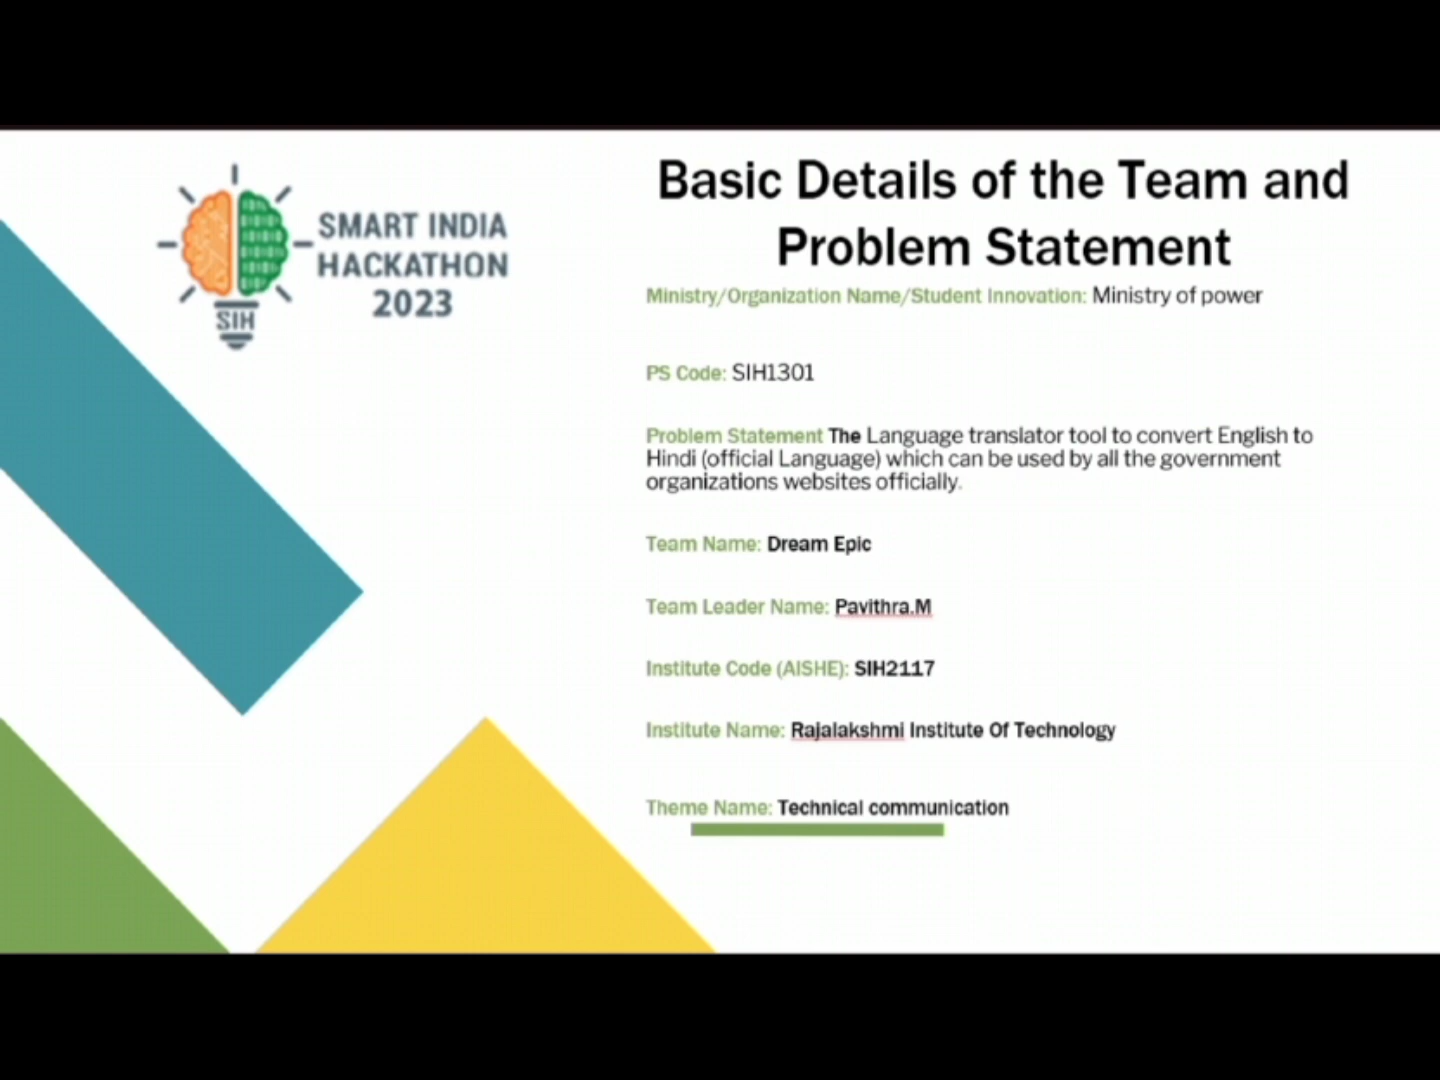 SMART INDIA
HACKATHON
2023
SIH
Basic Details of the Team and
Problem Statement
Ministry/Organization Name/Student Innovation: Ministry of power
PS Code: SIH1301
Problem Statement The Language translator tool to convert English to
Hindi (official Language) which can be used by all the government
organizations websites officially.
Team Name: Dream Epic
Team Leader Name: Pavithra.M
Institute Code (AISHE): SIH2117
Institute Name: Rajalakshmi Institute Of Technology
Theme Name: Technical communication